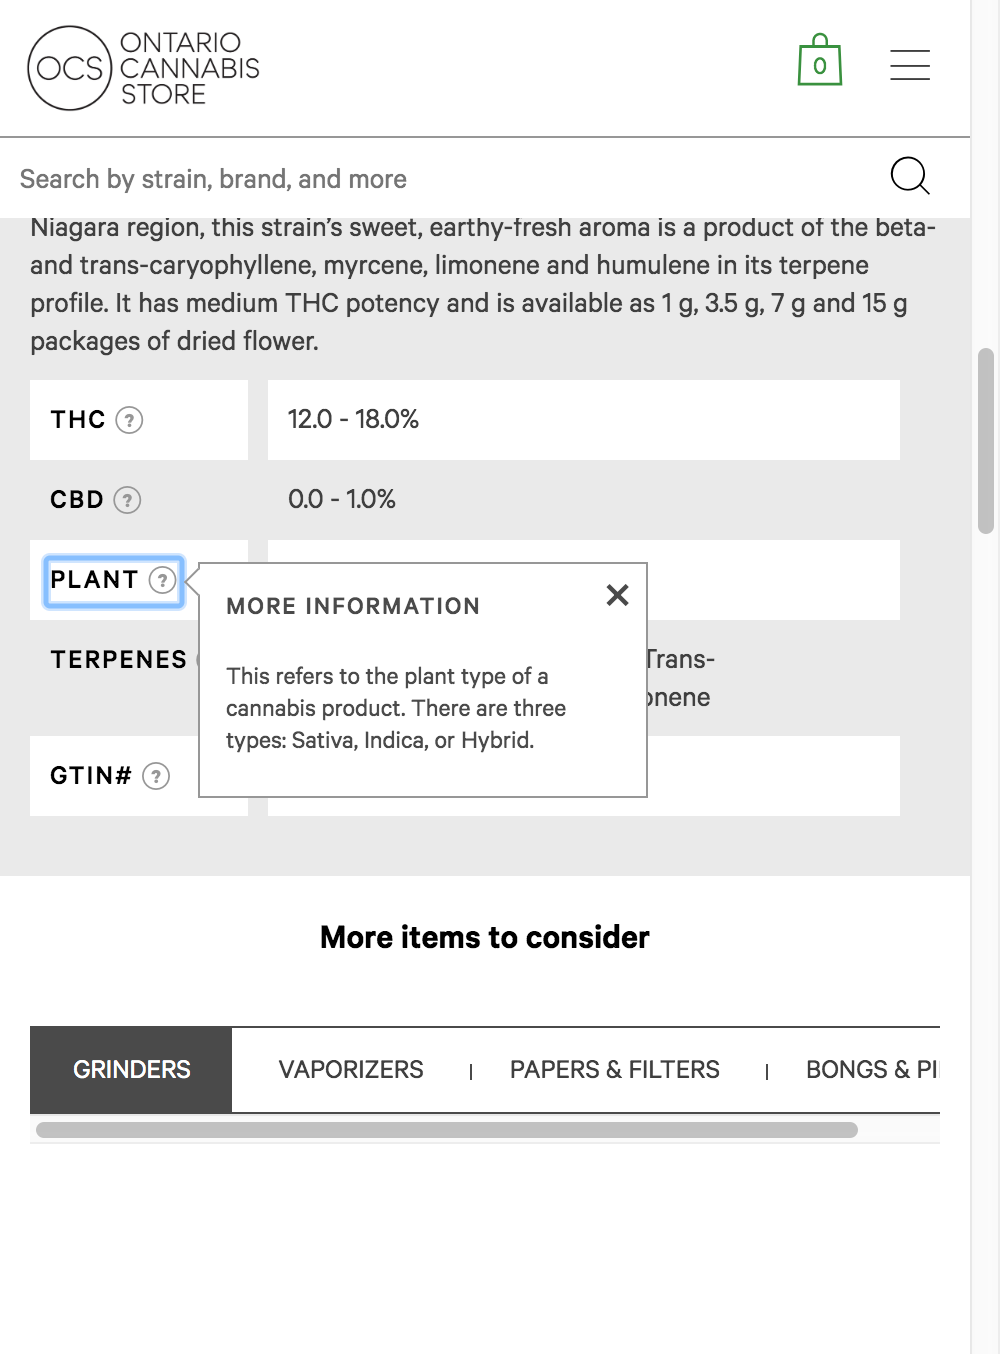 OCS
ONTARIO
CANNABIS
STORE
0
Search by strain, brand, and more
Niagara region, this strain’s sweet, earthy-fresh aroma is a product of the beta-
and trans-caryophyllene, myrcene, limonene and humulene in its terpene
profile. It has medium THC potency and is available as 1 g, 3.5 g, 7 g and 15 g
packages of dried flower.
THC ? 12.0 - 18.0%
CBD ? 0.0 - 1.0%
PLANT ?
MORE INFORMATION
This refers to the plant type of a
cannabis product. There are three
types: Sativa, Indica, or Hybrid.
TERPENES Trans-
GTIN# ?
More items to consider
GRINDERS VAPORIZERS | PAPERS & FILTERS | BONGS &